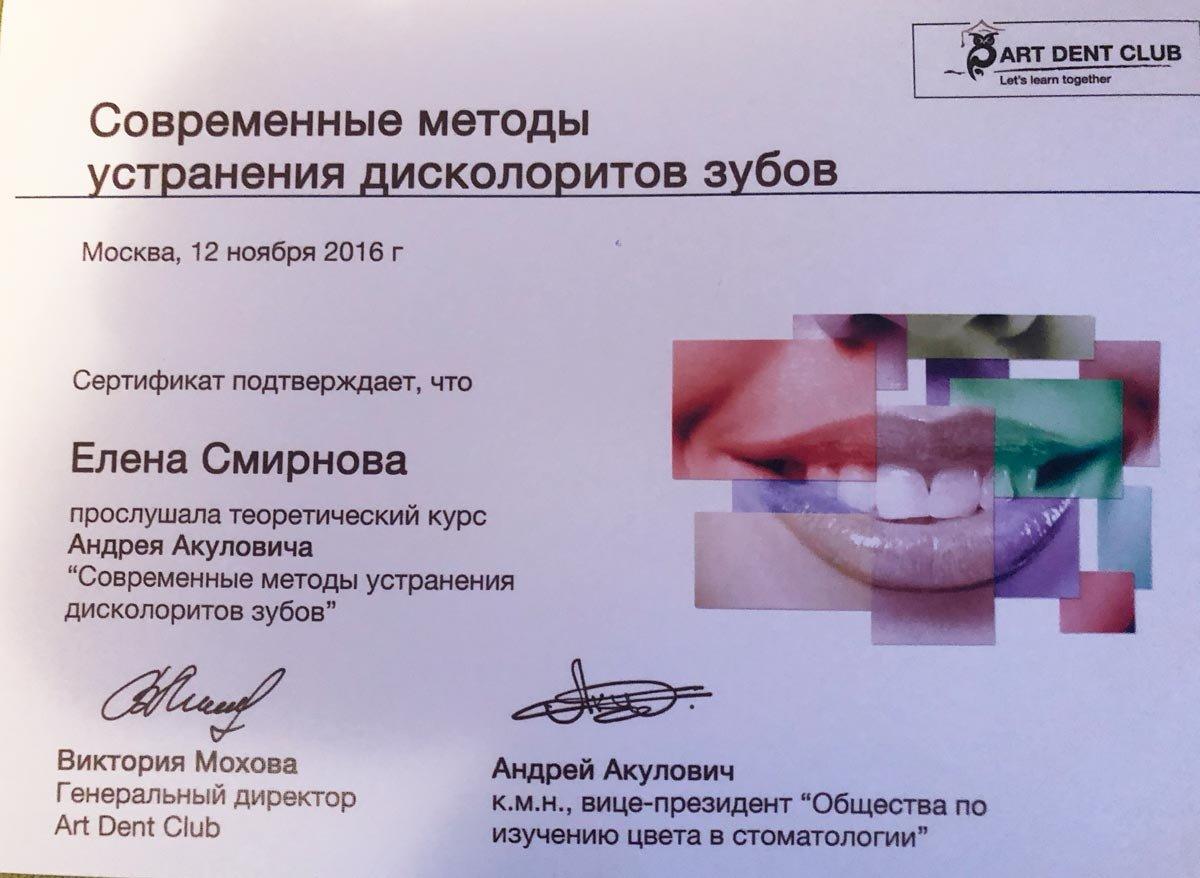 ART DENT CLUB
Let's learn together
Современные методы
устранения дисколоритов зубов
Москва, 12 ноября 2016 г
Сертификат подтверждает, что
Елена Смирнова
прослушала теоретический курс
Андрея Акуловича
“Современные методы устранения
дисколоритов зубов”
Виктория Мохова
Генеральный директор
Art Dent Club
Андрей Акулович
к.м.н., вице-президент “Общества по
изучению цвета в стоматологии”